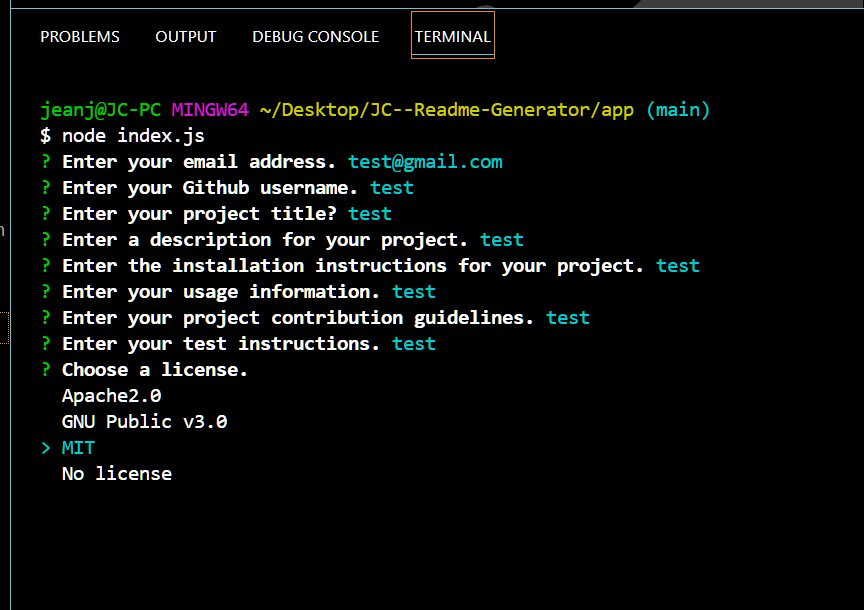 PROBLEMS OUTPUT DEBUG CONSOLE TERMINAL
jeanj@JC-PC MINGW64 ~/Desktop/JC--Readme-Generator/app (main)
$ node index.js
? Enter your email address. test@gmail.com
? Enter your Github username. test
? Enter your project title? test
? Enter a description for your project. test
? Enter the installation instructions for your project. test
? Enter your usage information. test
? Enter your project contribution guidelines. test
? Enter your test instructions. test
? Choose a license.
Apache2.0
GNU Public v3.0
> MIT
No license